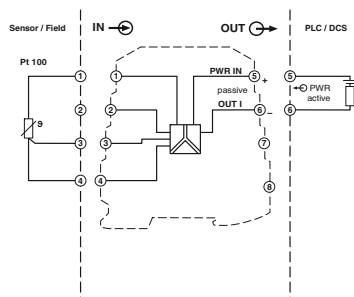 Sensor / Field
IN
OUT
PLC / DCS
Pt 100
1
1
PWR IN
5
+
5
passive
PWR
active
2
2
OUT I
6
–
6
ϑ
3
3
7
4
4
8